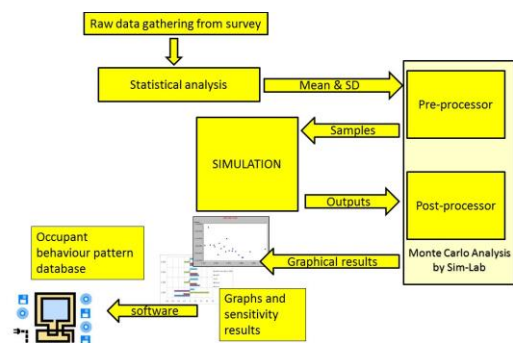 Raw data gathering from survey
Statistical analysis
Mean & SD
Pre-processor
Samples
SIMULATION
Outputs
Post-processor
Monte Carlo Analysis
by Sim-Lab
Graphical results
Occupant
behaviour pattern
database
software
Graphs and
sensitivity
results